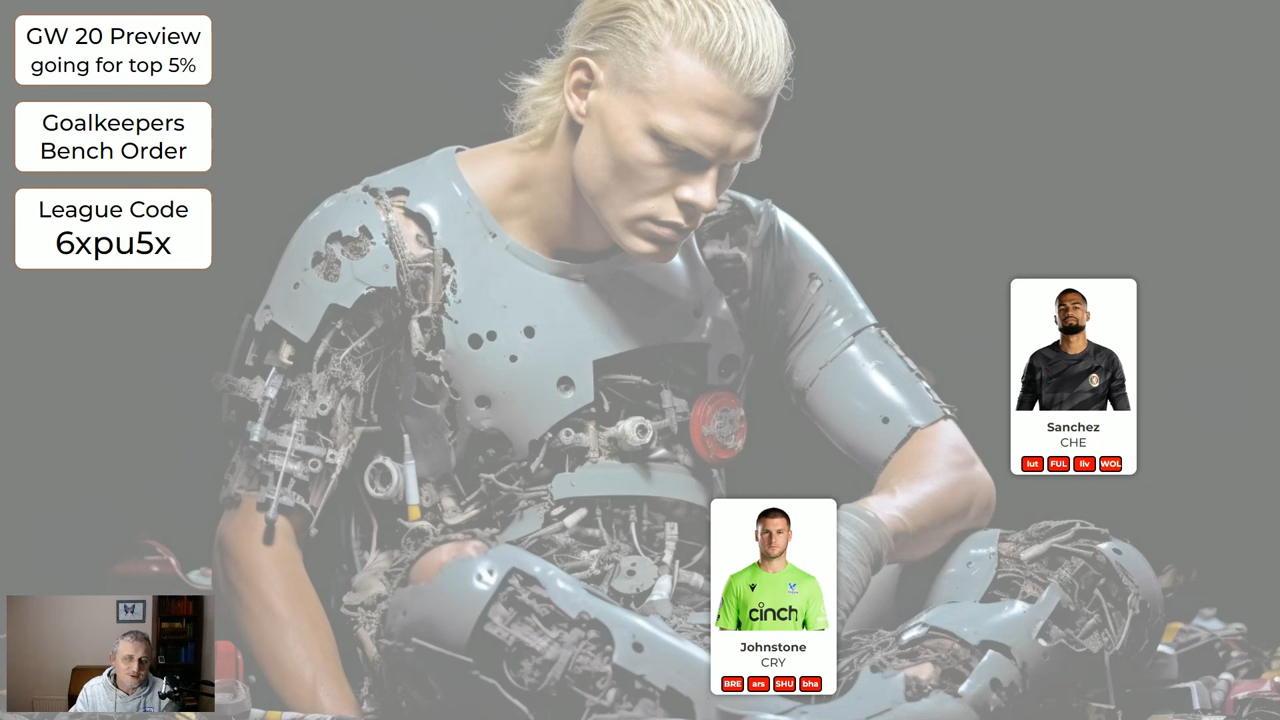 GW 20 Preview
going for top 5%
Goalkeepers
Bench Order
League Code
6xpu5x
Sanchez
CHE
lut FUL liv WOL
cinch
Johnstone
CRY
BRE ars SHU bha